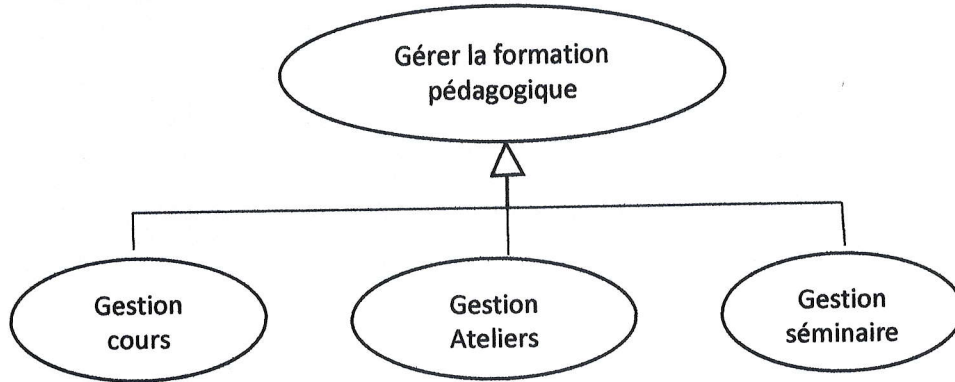 Gérer la formation
pédagogique
Gestion
cours
Gestion
Ateliers
Gestion
séminaire